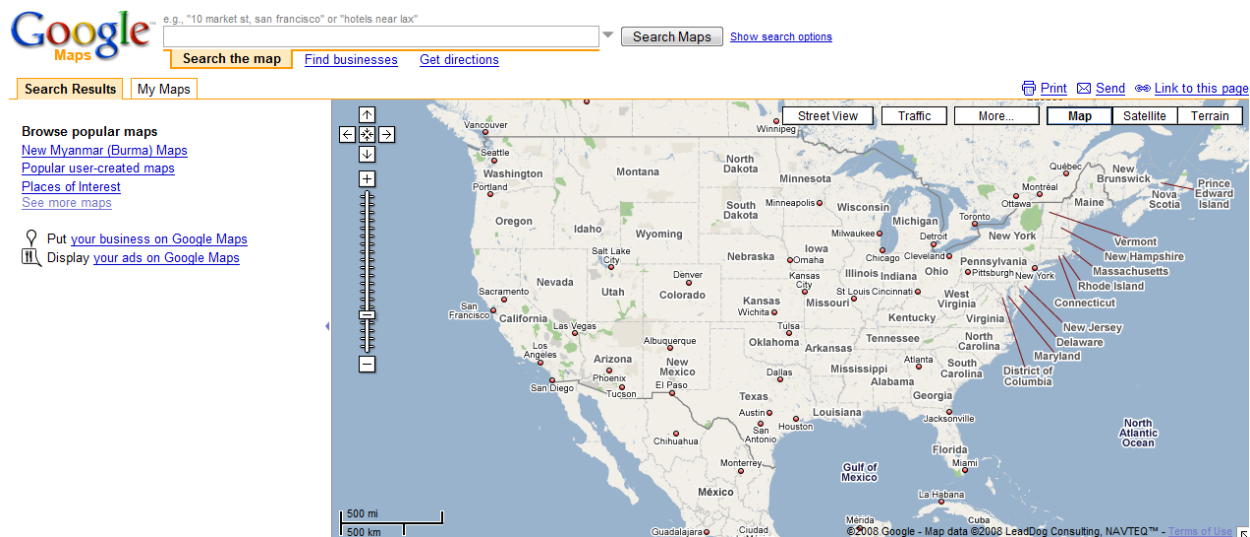 Google™
Maps
e.g., "10 market st, san francisco" or "hotels near lax"
Search Maps
Show search options
Search the map
Find businesses
Get directions
Search Results
My Maps
Print
Send
Link to this page
Browse popular maps
New Myanmar (Burma) Maps
Popular user-created maps
Places of Interest
See more maps
Put your business on Google Maps
Display your ads on Google Maps
Street View
Traffic
More...
Map
Satellite
Terrain
Vancouver
Winnipeg
Seattle
Washington
Montana
North
Dakota
Minnesota
Québec
New
Brunswick
Prince
Edward
Island
Nova
Scotia
Portland
Oregon
Idaho
Wyoming
South
Dakota
Minneapolis
Wisconsin
Michigan
Milwaukee
Detroit
Toronto
Ottawa
Montréal
Maine
New York
Vermont
New Hampshire
Massachusetts
Rhode Island
Connecticut
New Jersey
Delaware
Maryland
District of
Columbia
Salt Lake
City
Nebraska
Iowa
Omaha
Chicago
Cleveland
Pennsylvania
Pittsburgh
New York
Illinois
Indiana
Ohio
Nevada
Utah
Denver
Colorado
Kansas
City
Kansas
Missouri
St Louis
Cincinnati
West
Virginia
Virginia
Sacramento
San
Francisco
California
Las Vegas
Wichita
Kentucky
Tulsa
Oklahoma
Arkansas
Tennessee
North
Carolina
Los
Angeles
Arizona
Albuquerque
New
Mexico
Phoenix
Tucson
San Diego
El Paso
Dallas
Texas
Mississippi
Alabama
Atlanta
South
Carolina
Georgia
Austin
San
Antonio
Houston
Louisiana
Jacksonville
Chihuahua
Monterrey
Florida
Miami
North
Atlantic
Ocean
Gulf of
Mexico
México
La Habana
Cuba
Mérida
Guadalajara
Ciudad
500 mi
500 km
©2008 Google - Map data ©2008 LeadDog Consulting, NAVTEQ™ - Terms of Use